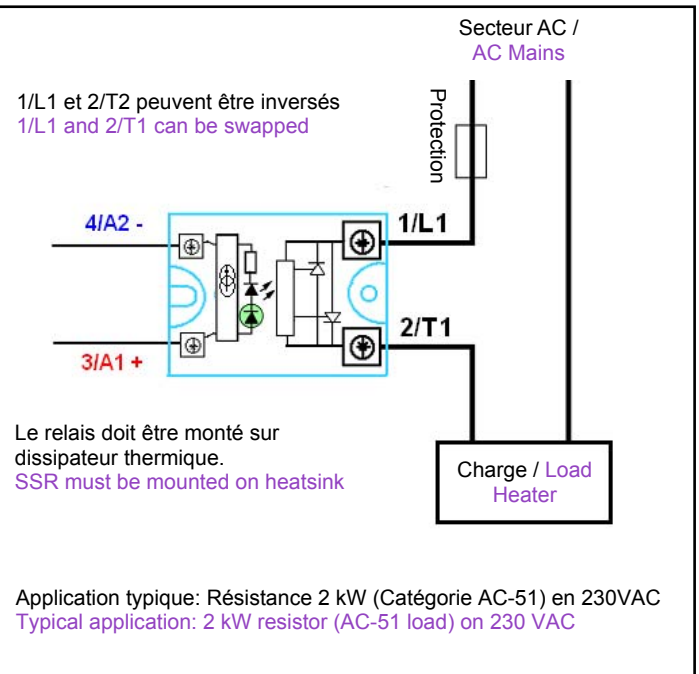 Secteur AC /
AC Mains
1/L1 et 2/T2 peuvent être inversés
1/L1 and 2/T1 can be swapped
Protection
4/A2 -
1/L1
2/T1
3/A1 +
Le relais doit être monté sur
dissipateur thermique.
SSR must be mounted on heatsink
Charge / Load
Heater
Application typique: Résistance 2 kW (Catégorie AC-51) en 230VAC
Typical application: 2 kW resistor (AC-51 load) on 230 VAC